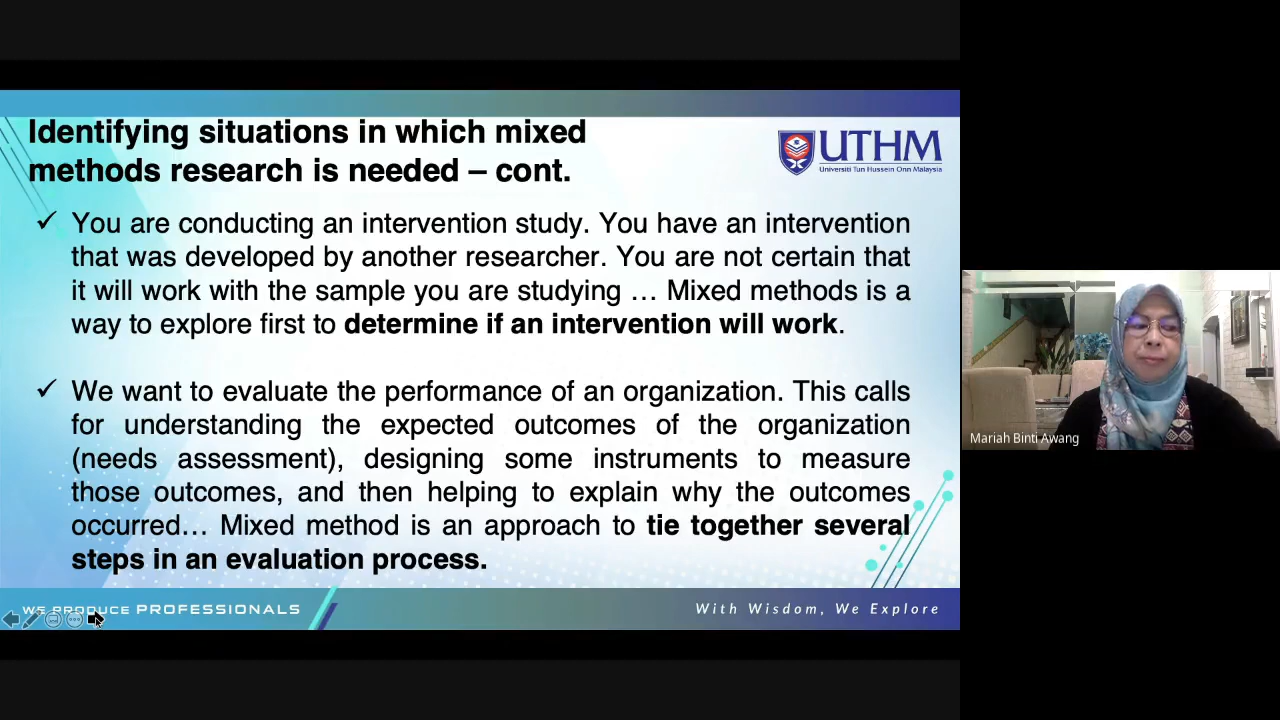 Identifying situations in which mixed
methods research is needed – cont.
UTHM
Universiti Tun Hussein Onn Malaysia
✓ You are conducting an intervention study. You have an intervention
that was developed by another researcher. You are not certain that
it will work with the sample you are studying … Mixed methods is a
way to explore first to determine if an intervention will work.
✓ We want to evaluate the performance of an organization. This calls
for understanding the expected outcomes of the organization
(needs assessment), designing some instruments to measure
those outcomes, and then helping to explain why the outcomes
occurred… Mixed method is an approach to tie together several
steps in an evaluation process.
WE PRODUCE PROFESSIONALS
With Wisdom, We Explore
Mariah Binti Awang